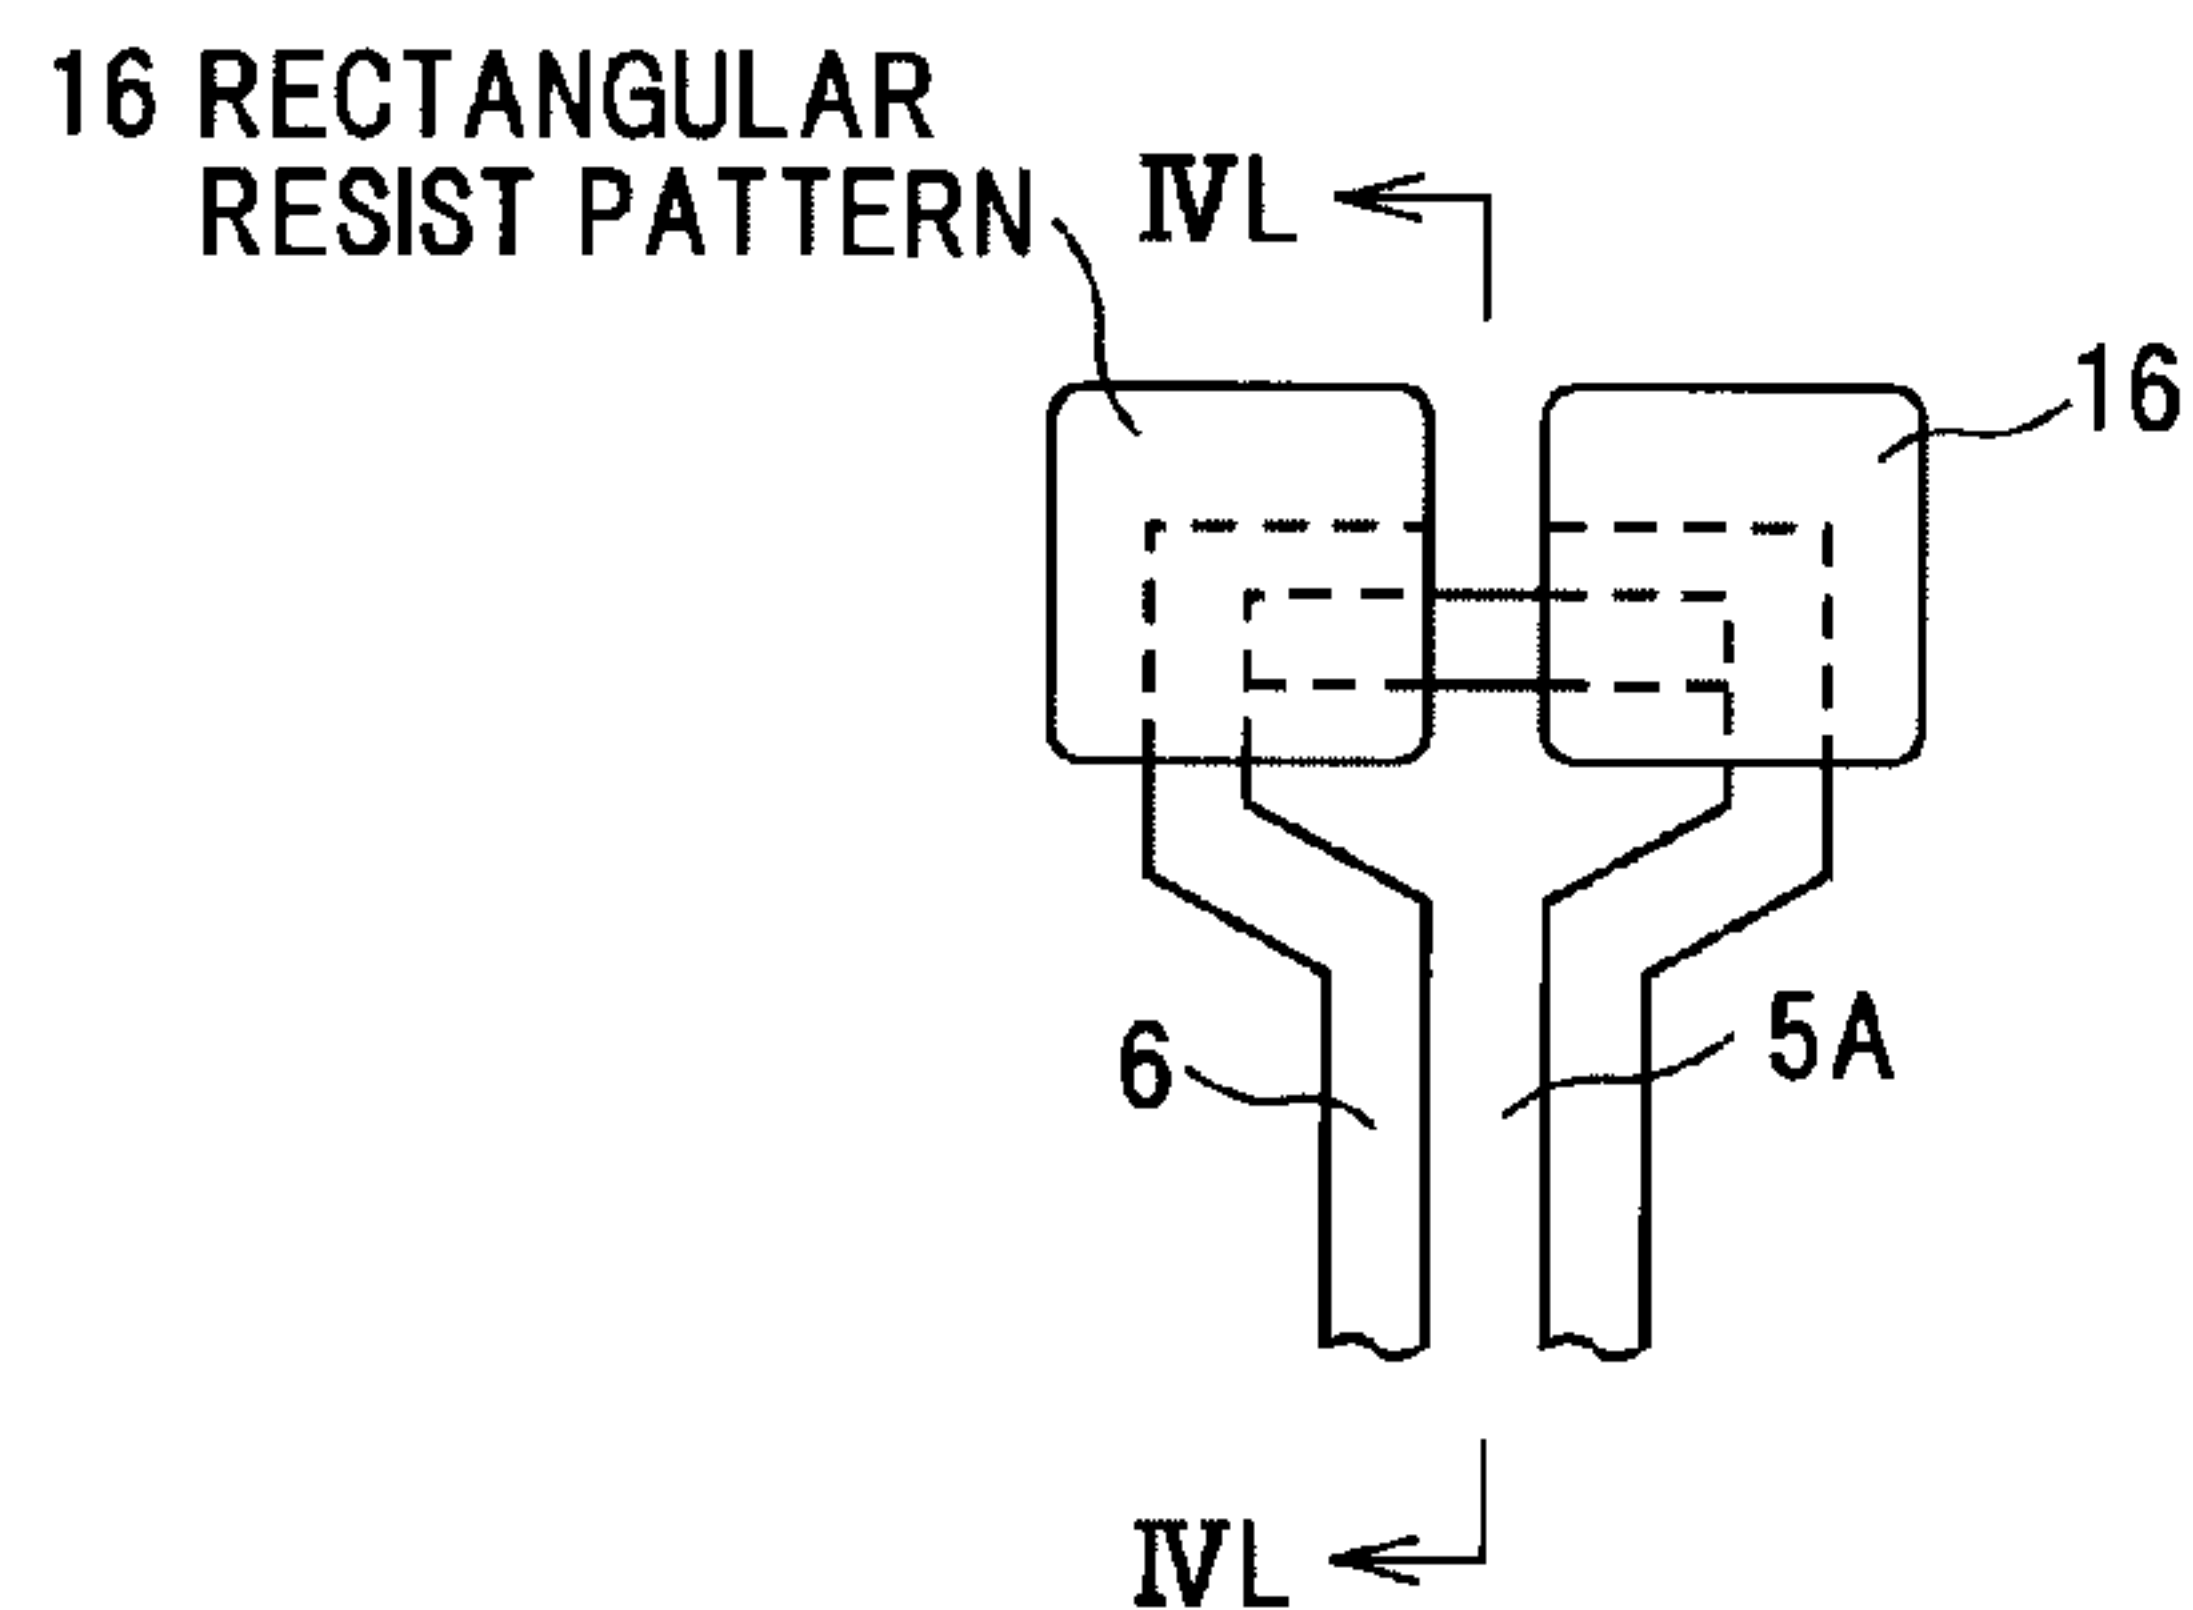 16 RECTANGULAR
RESIST PATTERN
ⅣL
16
6
5A
ⅣL